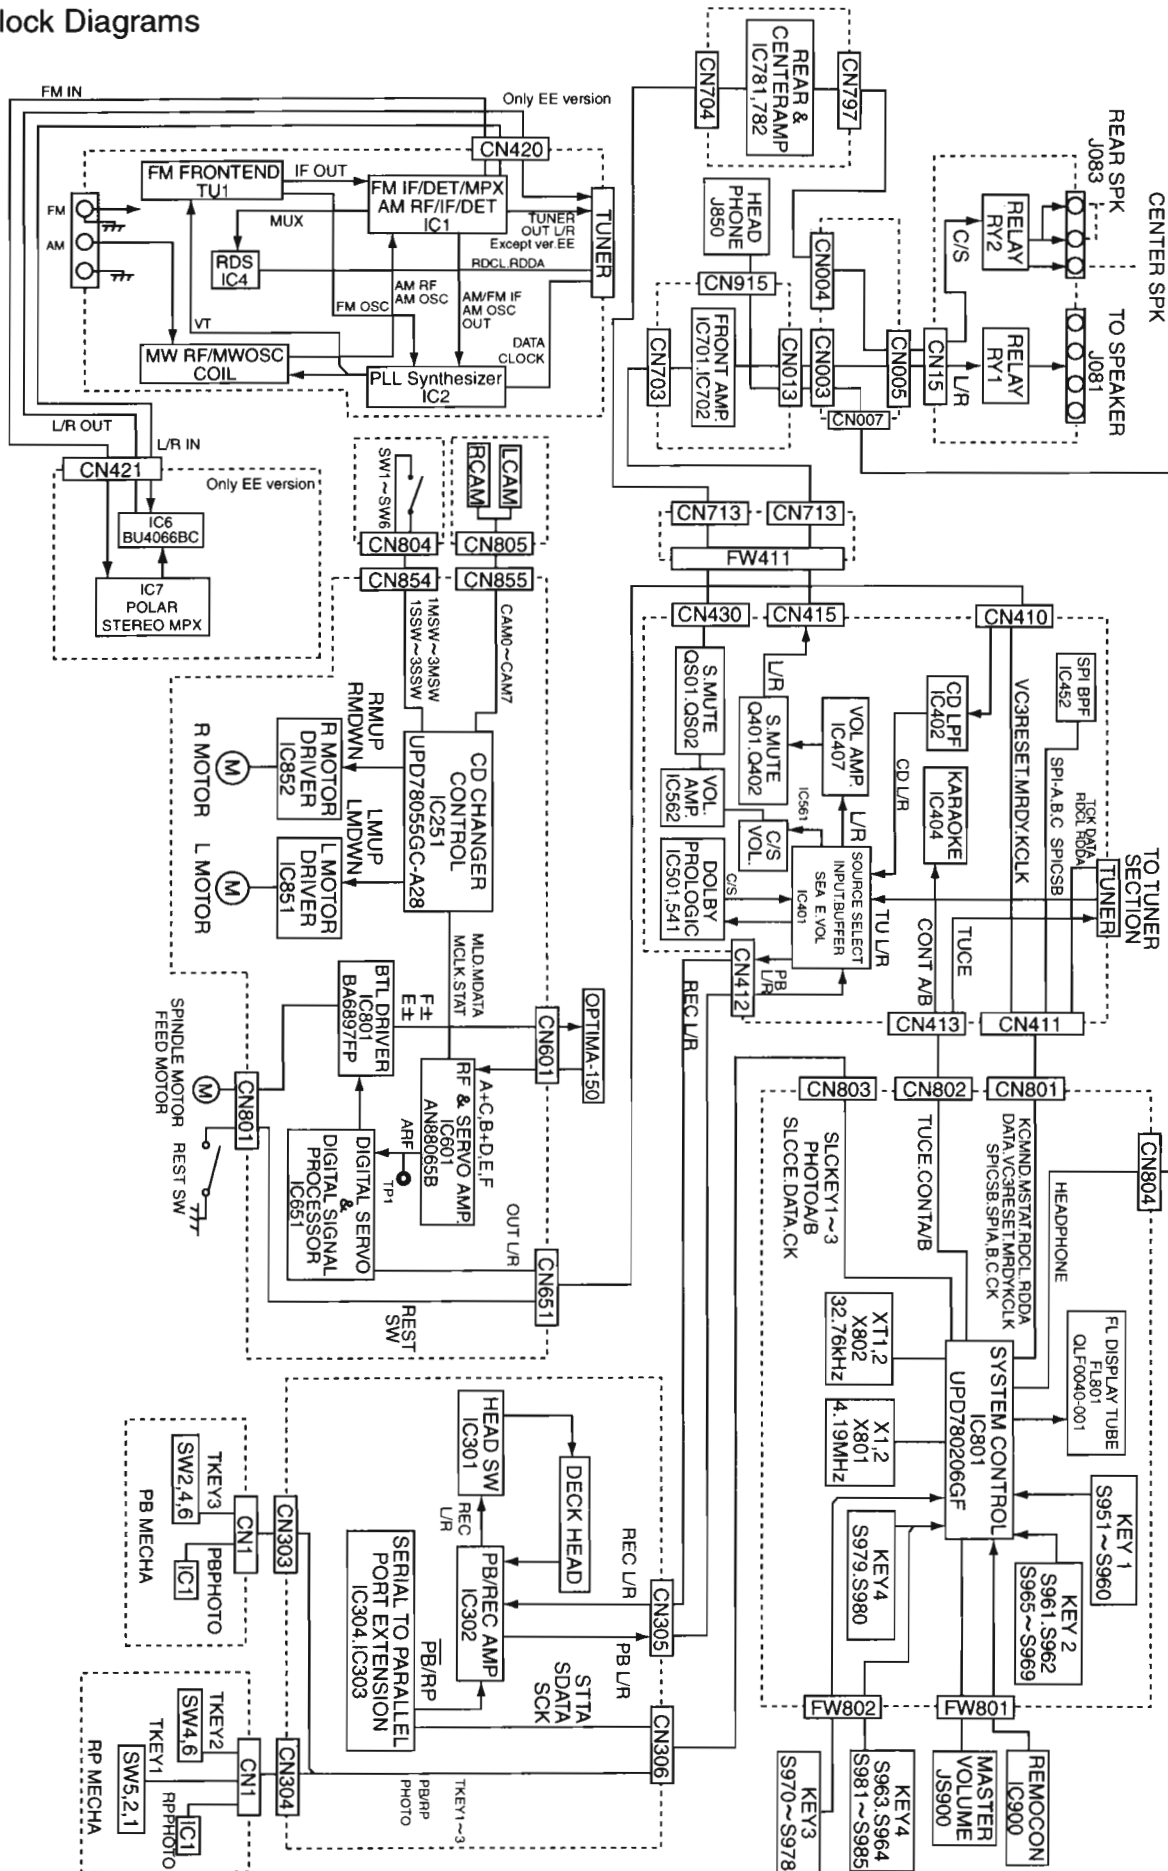 lock Diagrams
FM IN
Only EE version
CN420
FM FRONTEND
TU1
IF OUT
FM IF/DET/MPX
AM RF/IF/DET
IC1
TUNER
OUT L/R
Except ver.EE
TUNER
FM
AM
MUX
RDS
IC4
RDCL.RDDA
AM RF
AM OSC
FM OSC
AM/FM IF
AM OSC
OUT
VT
DATA
CLOCK
MW RF/MWOSC
COIL
PLL Synthesizer
IC2
L/R OUT
L/R IN
CN421
Only EE version
IC6
BU4066BC
IC7
POLAR
STEREO MPX
CN704
REAR &
CENTERAMP
IC781,782
CN797
HEAD
PHONE
J850
CN915
CN703
FRONT AMP.
IC701.IC702
CN013
CN004
CN003
CN005
CN007
CN15
C/S
L/R
RELAY
RY2
RELAY
RY1
REAR SPK
J083
CENTER SPK
TO SPEAKER
J081
CN713
CN713
FW411
CN430
CN415
CN410
SW1~SW6
RCAM
LCAM
CN804
CN805
CN854
CN855
1MSW~3MSW
1SSW~3SSW
CAM0~CAM7
CD CHANGER
CONTROL
UPD78055GC-A28
IC251
RMUP
RMDWN
LMUP
LMDWN
R MOTOR
DRIVER
IC852
L MOTOR
DRIVER
IC851
M
R MOTOR
M
L MOTOR
MLD.MDATA
MCLK.STAT
BTL.DRIVER
IC801
BA6897FP
F±
E±
CN601
OPTIMA-150
A+C,B+D,E,F
RF & SERVO AMP.
IC601
AN88065B
ARF
TP1
DIGITAL SERVO
&
DIGITAL SIGNAL
PROCESSOR
IC651
OUT L/R
CN651
REST
SW
CN801
M
SPINDLE MOTOR
FEED MOTOR
REST SW
S.MUTE
QS01.QS02
L/R
S.MUTE
Q401.Q402
VOL AMP.
IC407
VOL.
AMP.
IC562
IC561
C/S
VOL.
L/R
CD LPF
IC402
CD L/R
KARAOKE
IC404
SPI BPF
IC452
VC3RESET.MRDY.KCLK
SPI-A,B,C SPICSB
TCK DATA
RDCL RDDA
TUNER
TO TUNER
SECTION
DOLBY
PROLOGIC
IC501,541
C/S
SOURCE SELECT
INPUT.BUFFER
SEA E.VOL
IC401
TU L/R
CONT A/B
TUCE
PB
L/R
CN412
REC L/R
CN413
CN411
CN803
CN802
CN801
CN804
SLCKEY1~3
PHOTOA/B
SLCCE.DATA.CK
TUCE.CONTA/B
KCMND.MSTAT.RDCL.RDDA
DATA.VC3RESET.MRDYKCLK
SPICSB.SPIA,B,C.CK
HEADPHONE
XT1,2
X802
32.76kHz
X1,2
X801
4.19MHz
SYSTEM CONTROL
IC801
UPD780206GF
FL DISPLAY TUBE
FL801
QLF0040-001
KEY 1
S951~S960
KEY 2
S961.S962
S965~S969
KEY4
S979.S980
FW802
FW801
KEY3
S970~S978
KEY4
S963.S964
S981~S985
MASTER
VOLUME
JS900
REMOCON
IC900
HEAD SW
IC301
DECK HEAD
REC
L/R
PB/REC AMP
IC302
REC L/R
CN305
PB L/R
SERIAL TO PARALLEL
PORT EXTENSION
IC304.IC303
PB/RP
STTA
SDATA
SCK
CN306
TKEY1~3
PB/RP
PHOTO
CN303
CN304
CN1
TKEY3
SW2,4,6
PBPHOTO
IC1
PB MECHA
CN1
TKEY2
SW4,6
TKEY1
SW5,2,1
RPPHOTO
IC1
RP MECHA